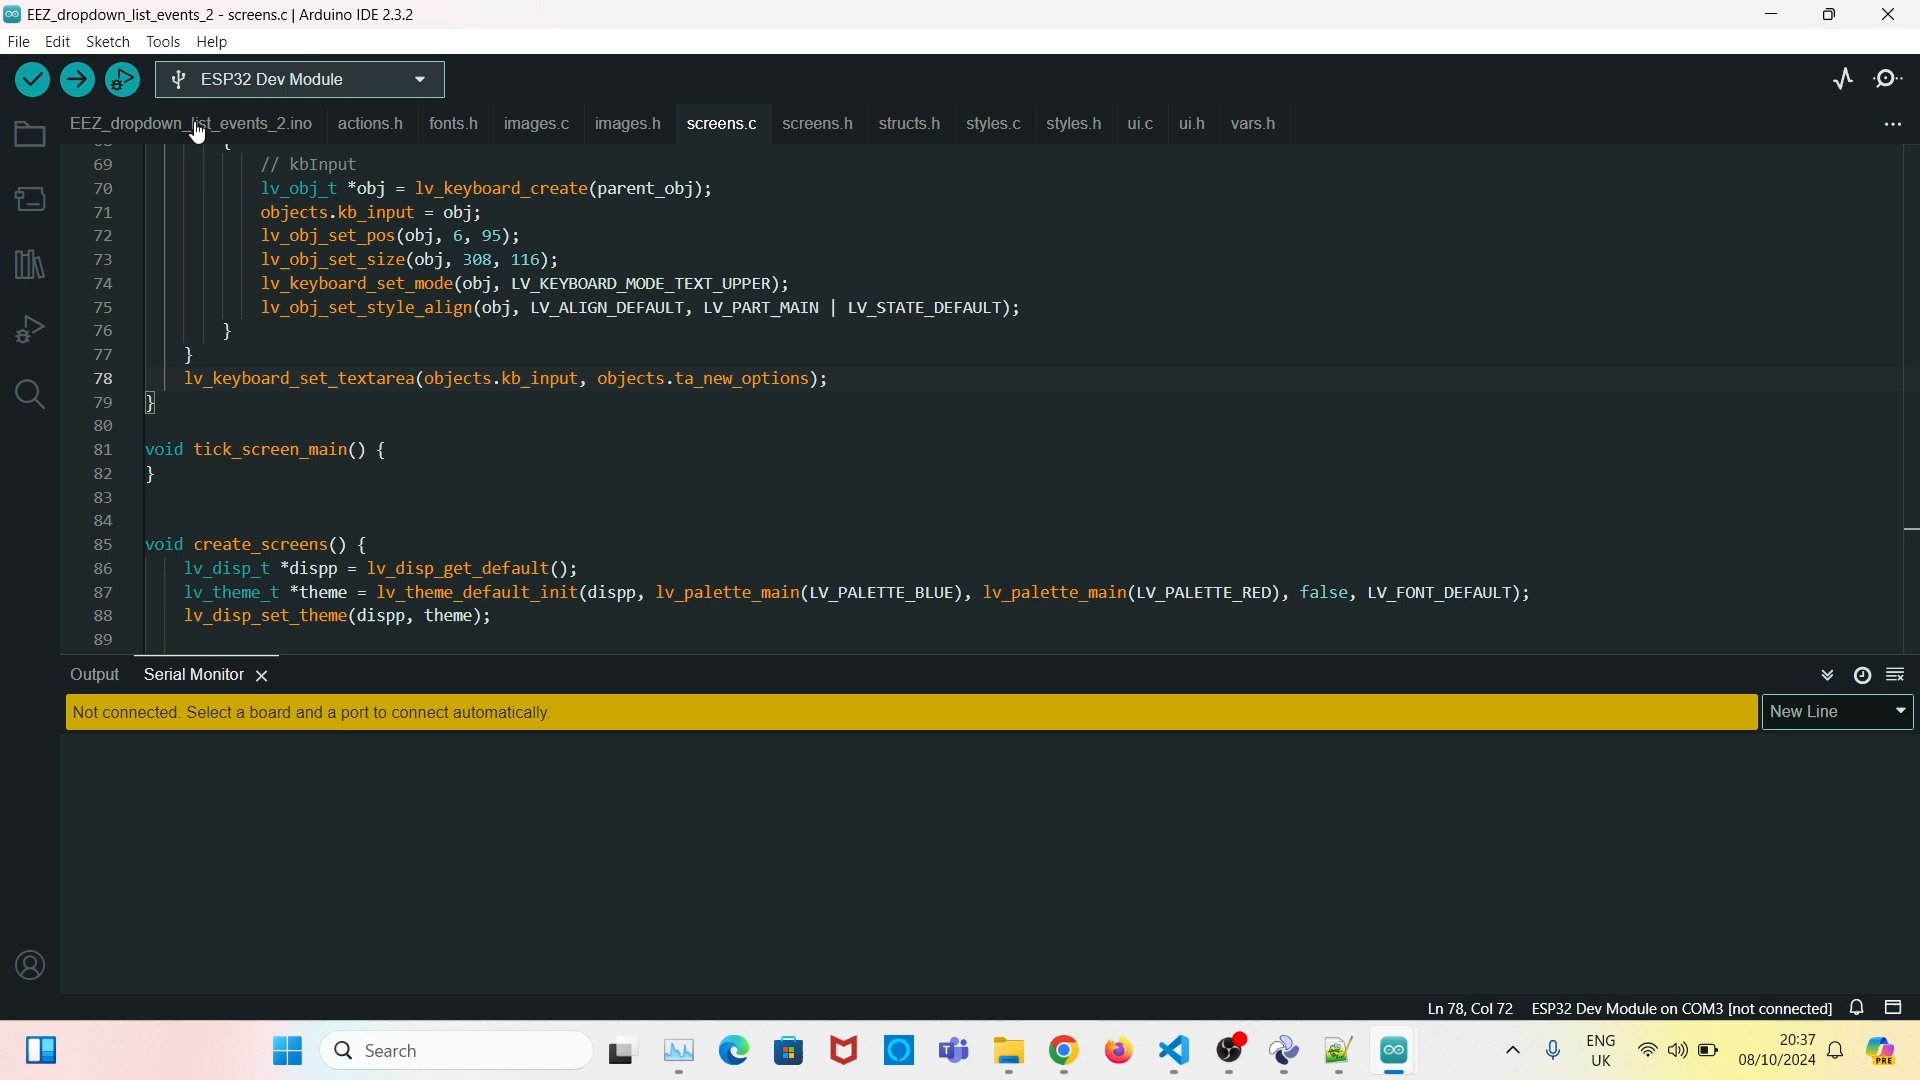 EEZ_dropdown_list_events_2 - screens.c | Arduino IDE 2.3.2
File Edit Sketch Tools Help
ESP32 Dev Module
EEZ_dropdown_list_events_2.ino actions.h fonts.h images.c images.h screens.c screens.h structs.h styles.c styles.h ui.c ui.h vars.h
{
69 // kbInput
70 lv_obj_t *obj = lv_keyboard_create(parent_obj);
71 objects.kb_input = obj;
72 lv_obj_set_pos(obj, 6, 95);
73 lv_obj_set_size(obj, 308, 116);
74 lv_keyboard_set_mode(obj, LV_KEYBOARD_MODE_TEXT_UPPER);
75 lv_obj_set_style_align(obj, LV_ALIGN_DEFAULT, LV_PART_MAIN | LV_STATE_DEFAULT);
76 }
77 }
78 lv_keyboard_set_textarea(objects.kb_input, objects.ta_new_options);
79 }
80
81 void tick_screen_main() {
82 }
83
84
85 void create_screens() {
86 lv_disp_t *dispp = lv_disp_get_default();
87 lv_theme_t *theme = lv_theme_default_init(dispp, lv_palette_main(LV_PALETTE_BLUE), lv_palette_main(LV_PALETTE_RED), false, LV_FONT_DEFAULT);
88 lv_disp_set_theme(dispp, theme);
89
Output Serial Monitor
Not connected. Select a board and a port to connect automatically.
New Line
Ln 78, Col 72 ESP32 Dev Module on COM3 [not connected]
Search
ENG
UK
20:37
08/10/2024
PRE